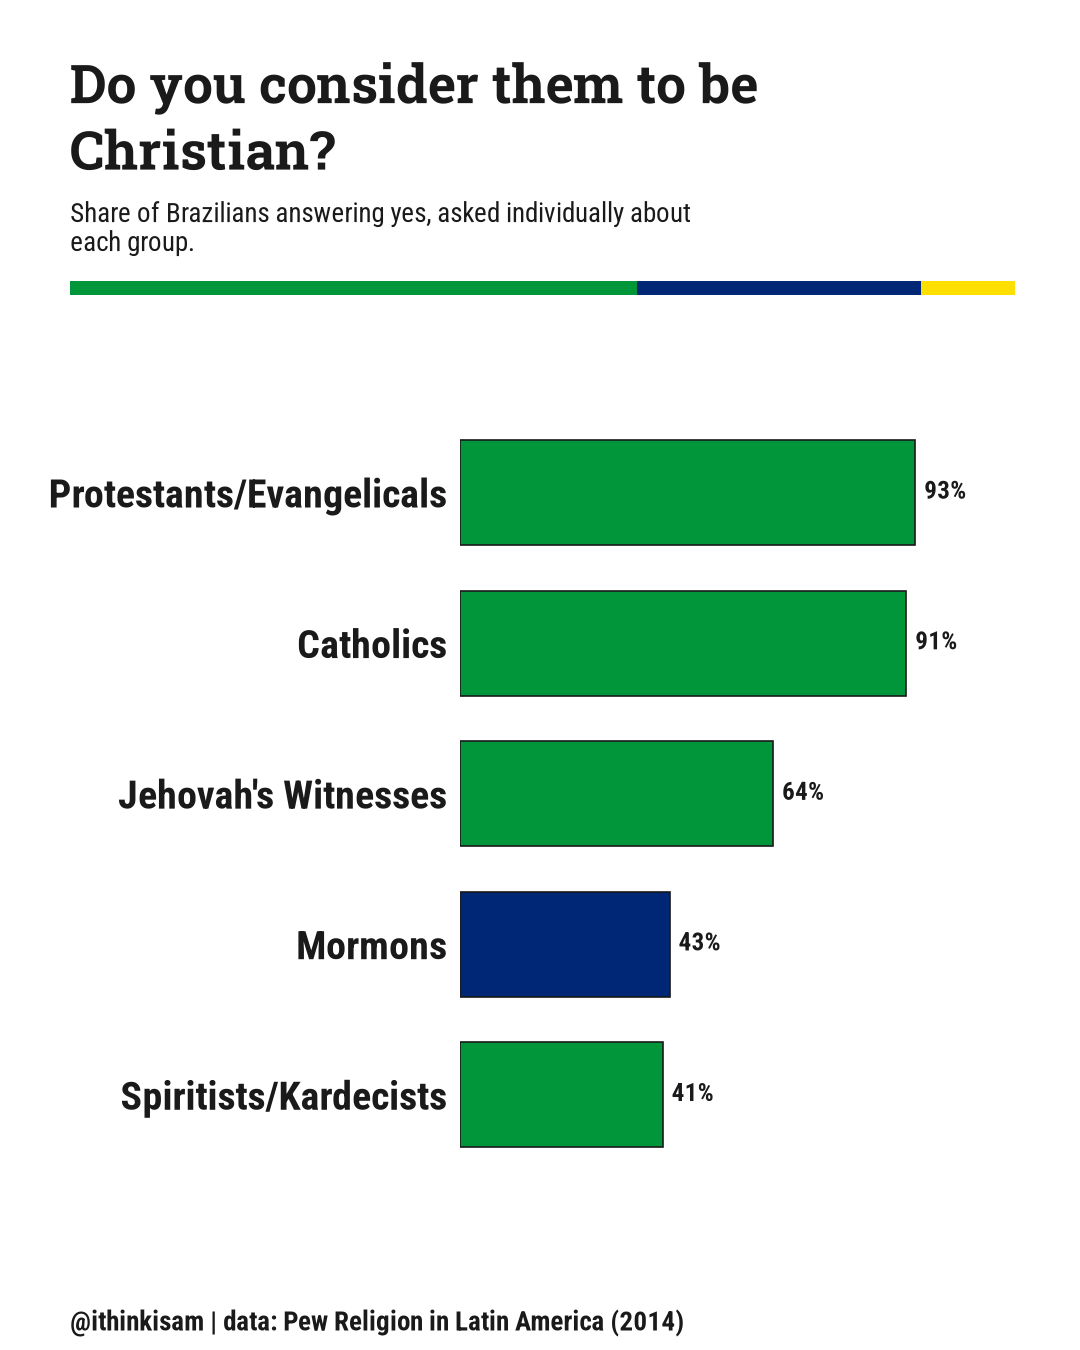 Do you consider them to be
Christian?
Share of Brazilians answering yes, asked individually about
each group.
Protestants/Evangelicals 93%
Catholics 91%
Jehovah's Witnesses 64%
Mormons 43%
Spiritists/Kardecists 41%
@ithinkisam | data: Pew Religion in Latin America (2014)